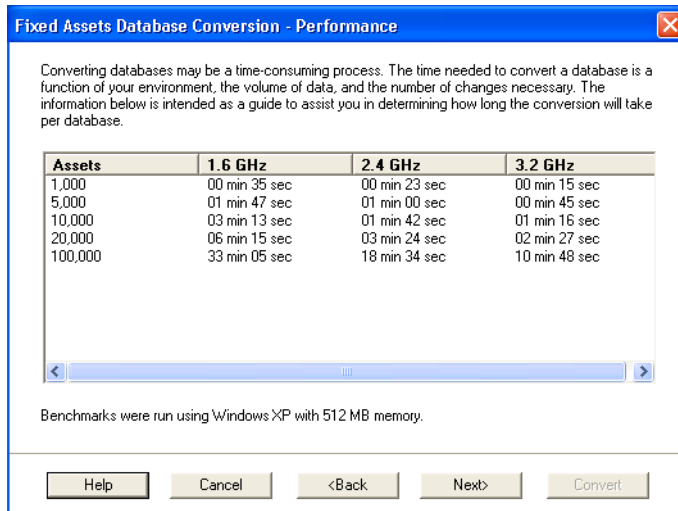 Fixed Assets Database Conversion - Performance
Converting databases may be a time-consuming process. The time needed to convert a database is a
function of your environment, the volume of data, and the number of changes necessary. The
information below is intended as a guide to assist you in determining how long the conversion will take
per database.
Assets 1.6 GHz 2.4 GHz 3.2 GHz
1,000 00 min 35 sec 00 min 23 sec 00 min 15 sec
5,000 01 min 47 sec 01 min 00 sec 00 min 45 sec
10,000 03 min 13 sec 01 min 42 sec 01 min 16 sec
20,000 06 min 15 sec 03 min 24 sec 02 min 27 sec
100,000 33 min 05 sec 18 min 34 sec 10 min 48 sec
Benchmarks were run using Windows XP with 512 MB memory.
Help Cancel <Back Next> Convert